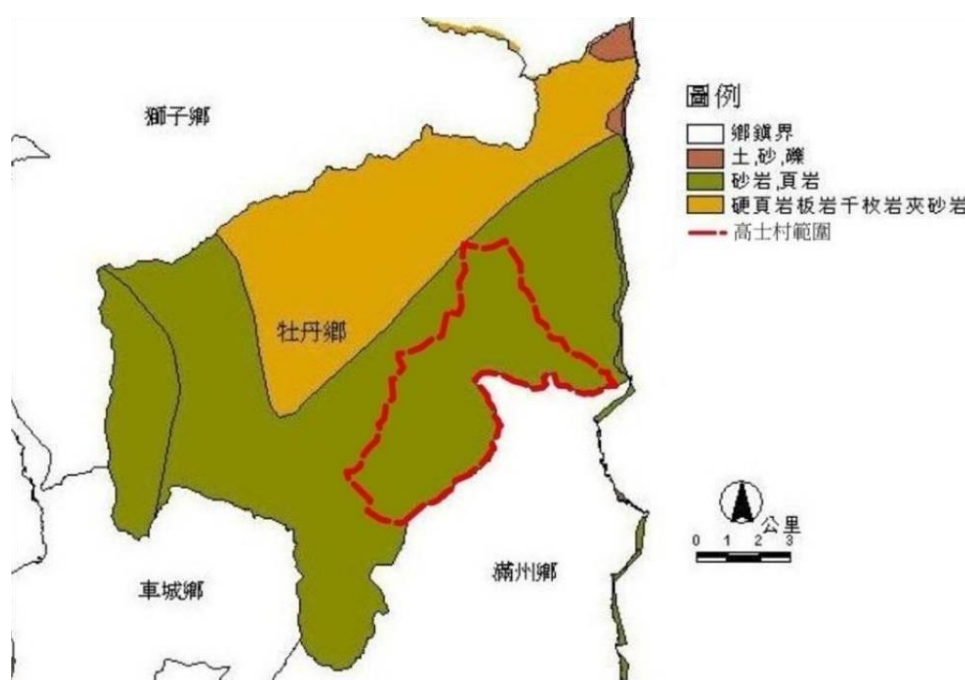 獅子鄉
圖例
鄉鎮界
土,砂,礫
砂岩,頁岩
硬頁岩板岩千枚岩夾砂岩
高士村範圍
牡丹鄉
公里
0 1 2 3
車城鄉
滿州鄉